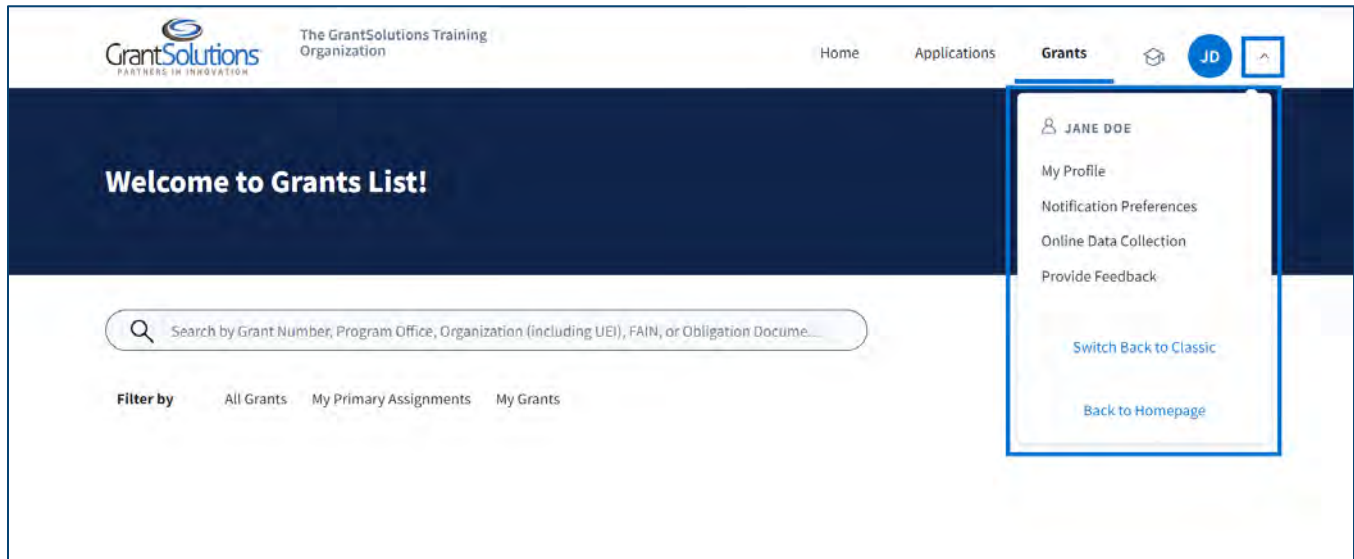 GrantSolutions
PARTNERS IN INNOVATION
The GrantSolutions Training
Organization
Home
Applications
Grants
JD
JANE DOE
My Profile
Notification Preferences
Online Data Collection
Provide Feedback
Switch Back to Classic
Back to Homepage
Welcome to Grants List!
Search by Grant Number, Program Office, Organization (including UEI), FAIN, or Obligation Docume...
Filter by All Grants My Primary Assignments My Grants